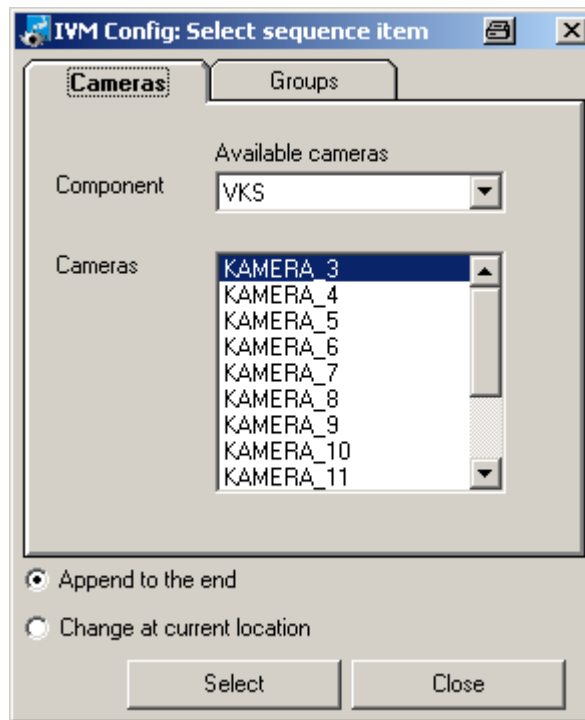 IVM Config: Select sequence item
Cameras
Groups
Available cameras
Component
VKS
Cameras
KAMERA_3
KAMERA_4
KAMERA_5
KAMERA_6
KAMERA_7
KAMERA_8
KAMERA_9
KAMERA_10
KAMERA_11
Append to the end
Change at current location
Select
Close